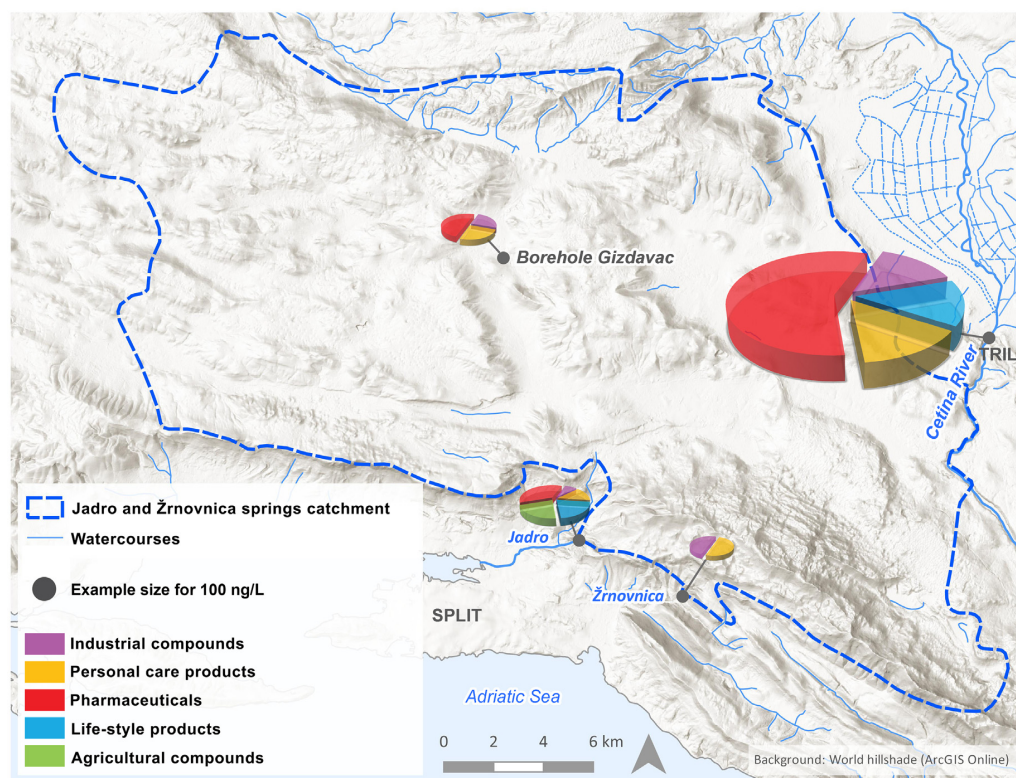 Borehole Gizdavac
TRIL
Cetina River
Jadro
Žrnovnica
SPLIT
Adriatic Sea
Jadro and Žrnovnica springs catchment
Watercourses
Example size for 100 ng/L
Industrial compounds
Personal care products
Pharmaceuticals
Life-style products
Agricultural compounds
0 2 4 6 km
Background: World hillshade (ArcGIS Online)